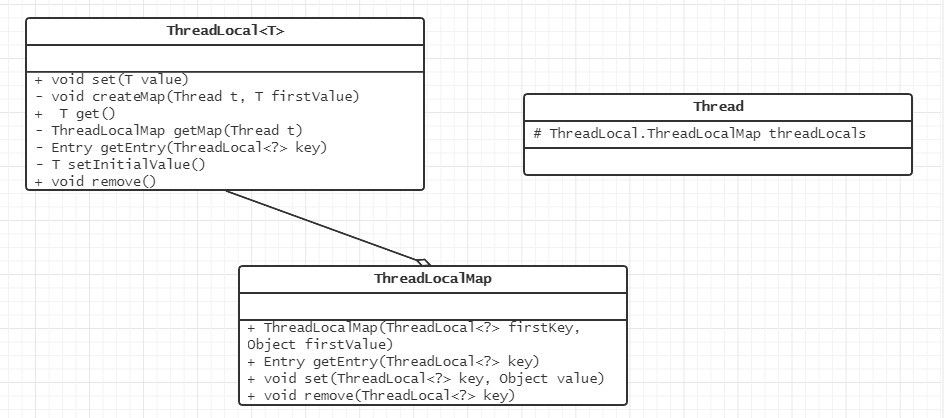 ThreadLocal<T>
+ void set(T value)
- void createMap(Thread t, T firstValue)
+  T get()
- ThreadLocalMap getMap(Thread t)
- Entry getEntry(ThreadLocal<?> key)
- T setInitialValue()
+ void remove()
Thread
# ThreadLocal.ThreadLocalMap threadLocals
ThreadLocalMap
+ ThreadLocalMap(ThreadLocal<?> firstKey,
Object firstValue)
+ Entry getEntry(ThreadLocal<?> key)
+ void set(ThreadLocal<?> key, Object value)
+ void remove(ThreadLocal<?> key)